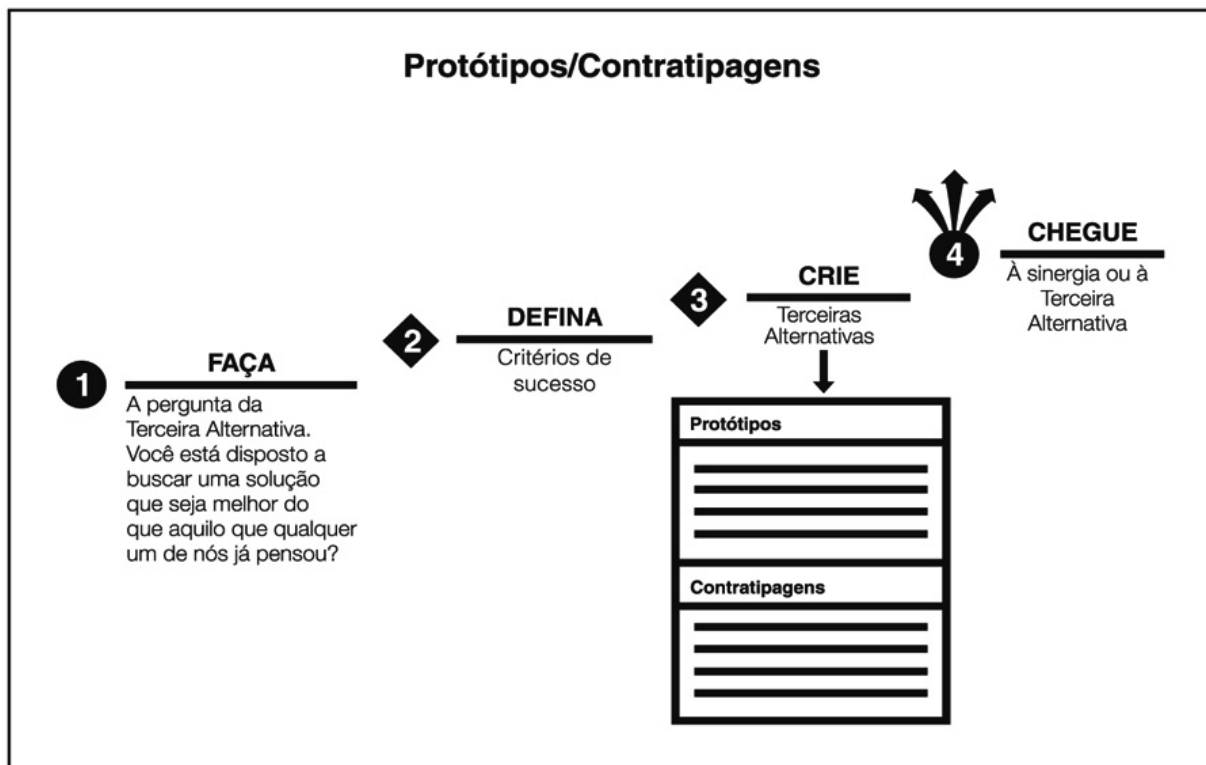 Protótipos/Contratipagens
1
FAÇA
A pergunta da
Terceira Alternativa.
Você está disposto a
buscar uma solução
que seja melhor do
que aquilo que qualquer
um de nós já pensou?
2
DEFINA
Critérios de
sucesso
3
CRIE
Terceiras
Alternativas
Protótipos
Contratipagens
4
CHEGUE
À sinergia ou à
Terceira
Alternativa